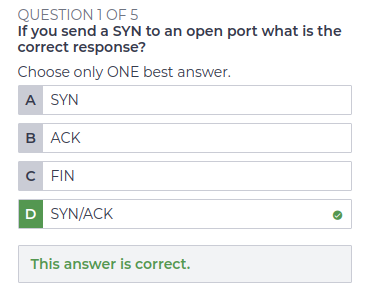 QUESTION 1 OF 5
If you send a SYN to an open port what is the
correct response?
Choose only ONE best answer.
A SYN
B ACK
C FIN
D SYN/ACK
This answer is correct.